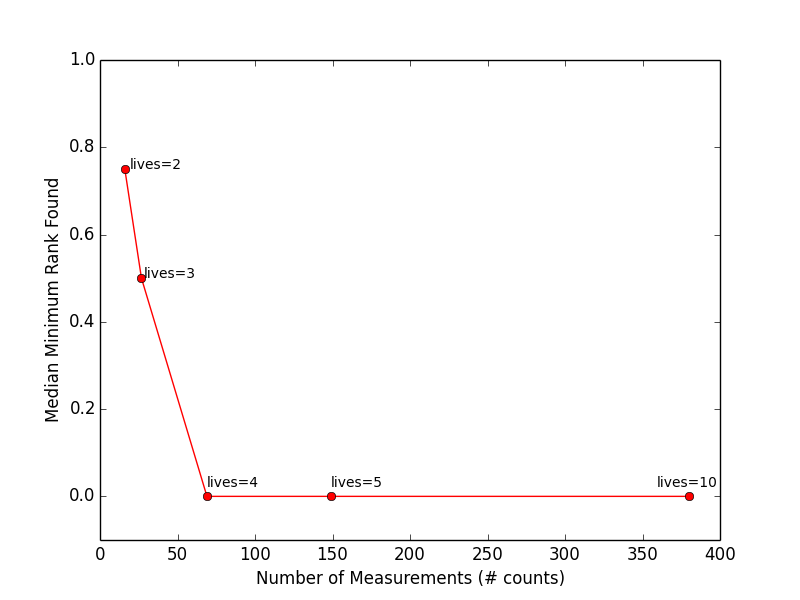 1.0
0.8
0.6
0.4
0.2
0.0
Median Minimum Rank Found
lives=2
lives=3
lives=4
lives=5
lives=10
0 50 100 150 200 250 300 350 400
Number of Measurements (# counts)